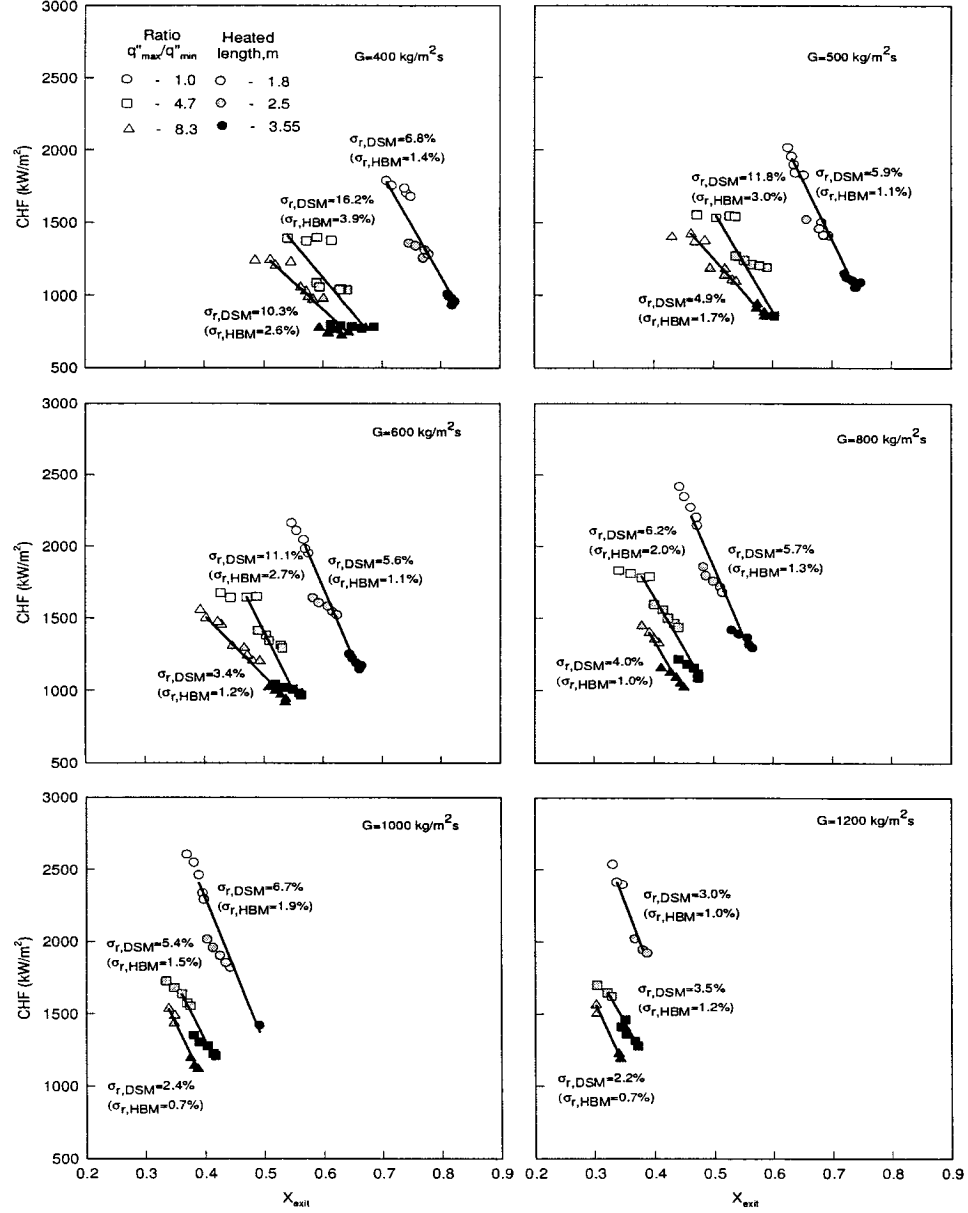 3000
2500
2000
1500
1000
500
CHF (kW/m²)
Ratio Heated
q"max/q"min length,m
○ - 1.0 ○ - 1.8
□ - 4.7 ○ - 2.5
△ - 8.3 ● - 3.55
G=400 kg/m²s
σr,DSM=6.8%
(σr,HBM=1.4%)
σr,DSM=16.2%
(σr,HBM=3.9%)
σr,DSM=10.3%
(σr,HBM=2.6%)
G=500 kg/m²s
σr,DSM=11.8%
(σr,HBM=3.0%)
σr,DSM=5.9%
(σr,HBM=1.1%)
σr,DSM=4.9%
(σr,HBM=1.7%)
3000
2500
2000
1500
1000
500
CHF (kW/m²)
G=600 kg/m²s
σr,DSM=11.1%
(σr,HBM=2.7%)
σr,DSM=5.6%
(σr,HBM=1.1%)
σr,DSM=3.4%
(σr,HBM=1.2%)
G=800 kg/m²s
σr,DSM=6.2%
(σr,HBM=2.0%)
σr,DSM=5.7%
(σr,HBM=1.3%)
σr,DSM=4.0%
(σr,HBM=1.0%)
3000
2500
2000
1500
1000
500
CHF (kW/m²)
G=1000 kg/m²s
σr,DSM=6.7%
(σr,HBM=1.9%)
σr,DSM=5.4%
(σr,HBM=1.5%)
σr,DSM=2.4%
(σr,HBM=0.7%)
0.2 0.3 0.4 0.5 0.6 0.7 0.8 0.9
Xexit
G=1200 kg/m²s
σr,DSM=3.0%
(σr,HBM=1.0%)
σr,DSM=3.5%
(σr,HBM=1.2%)
σr,DSM=2.2%
(σr,HBM=0.7%)
0.2 0.3 0.4 0.5 0.6 0.7 0.8 0.9
Xexit